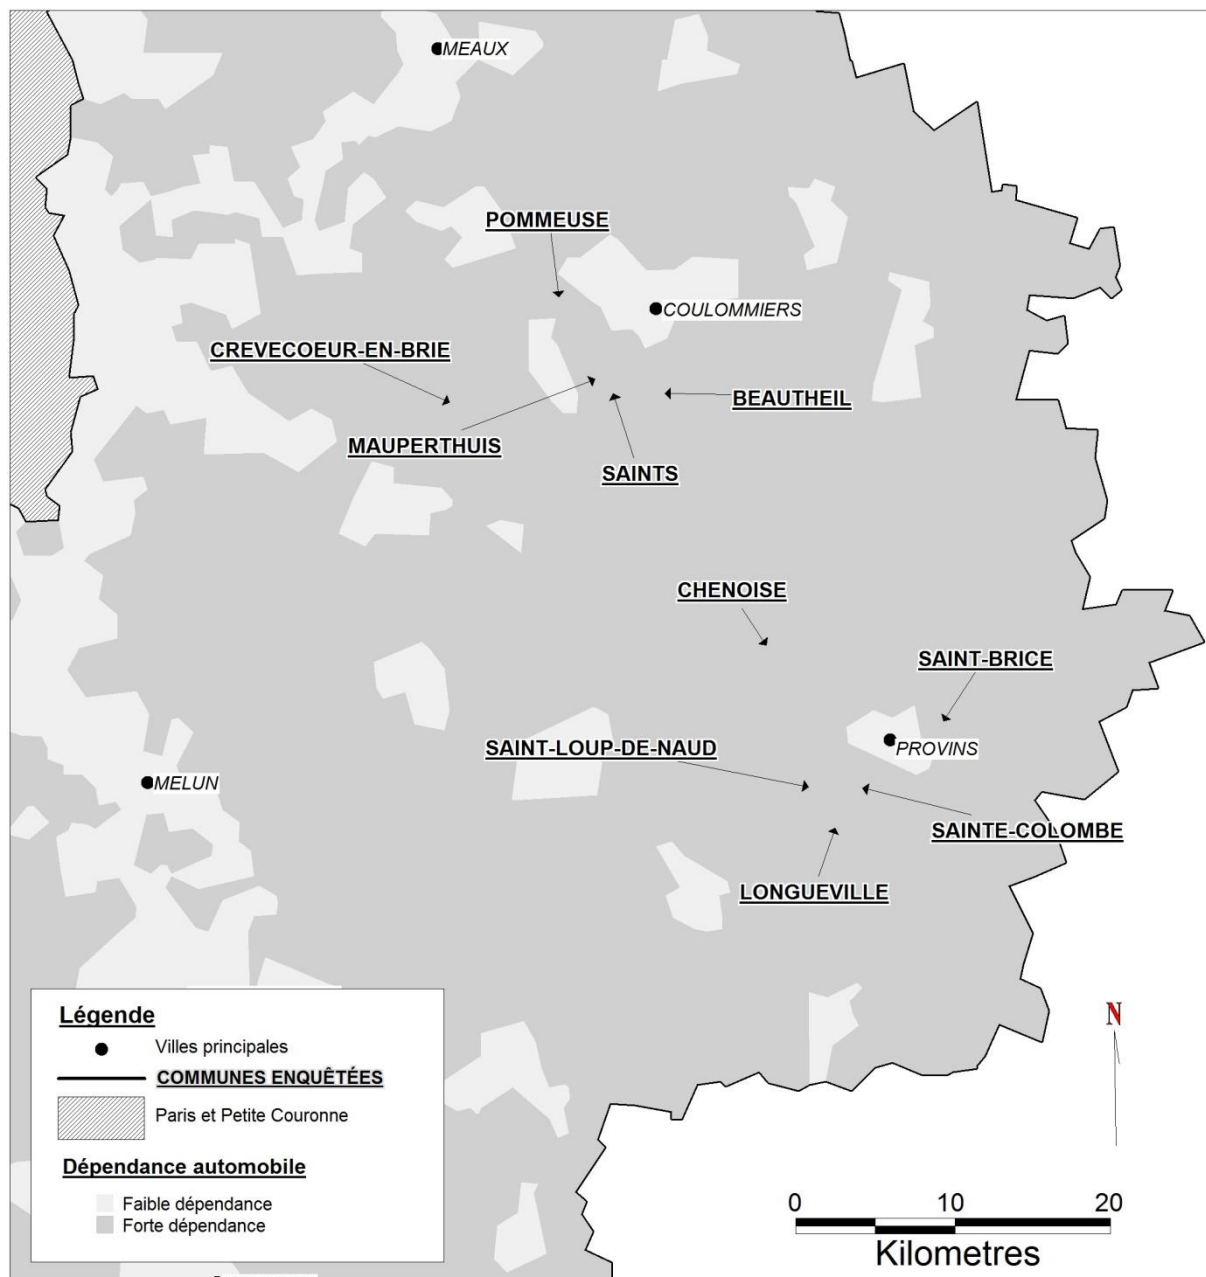 MEAUX
POMMEUSE
COULOMMIERS
CREVECOEUR-EN-BRIE
BEAUTHEIL
MAUPERTHUIS
SAINTS
CHENOISE
SAINT-BRICE
SAINT-LOUP-DE-NAUD
PROVINS
MELUN
SAINTE-COLOMBE
LONGUEVILLE
Légende
Villes principales
COMMUNES ENQUÊTÉES
Paris et Petite Couronne
Dépendance automobile
Faible dépendance
Forte dépendance
N
0 10 20
Kilometres